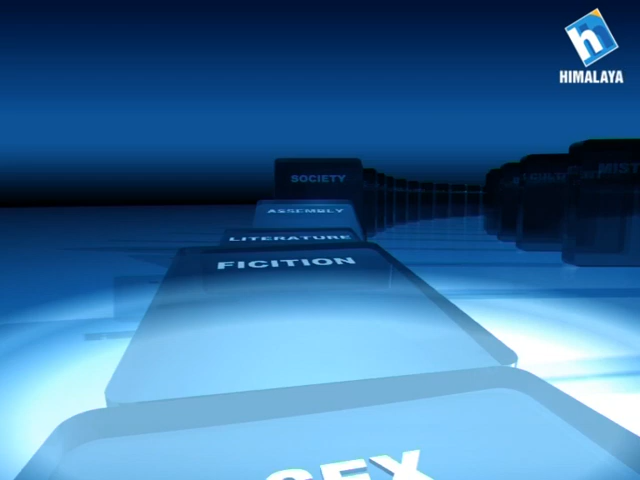 HIMALAYA
SOCIETY
ASSEMBLY
LITERATURE
FICITION